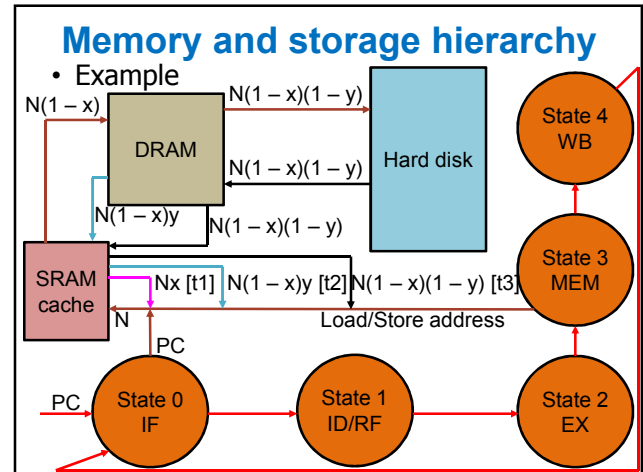 Memory and storage hierarchy
• Example
N(1 – x)
N(1 – x)(1 – y)
DRAM
Hard disk
N(1 – x)(1 – y)
N(1 – x)y
N(1 – x)(1 – y)
SRAM
cache
Nx [t1]
N(1 – x)y [t2]
N(1 – x)(1 – y) [t3]
N
Load/Store address
PC
PC
State 0
IF
State 1
ID/RF
State 2
EX
State 3
MEM
State 4
WB